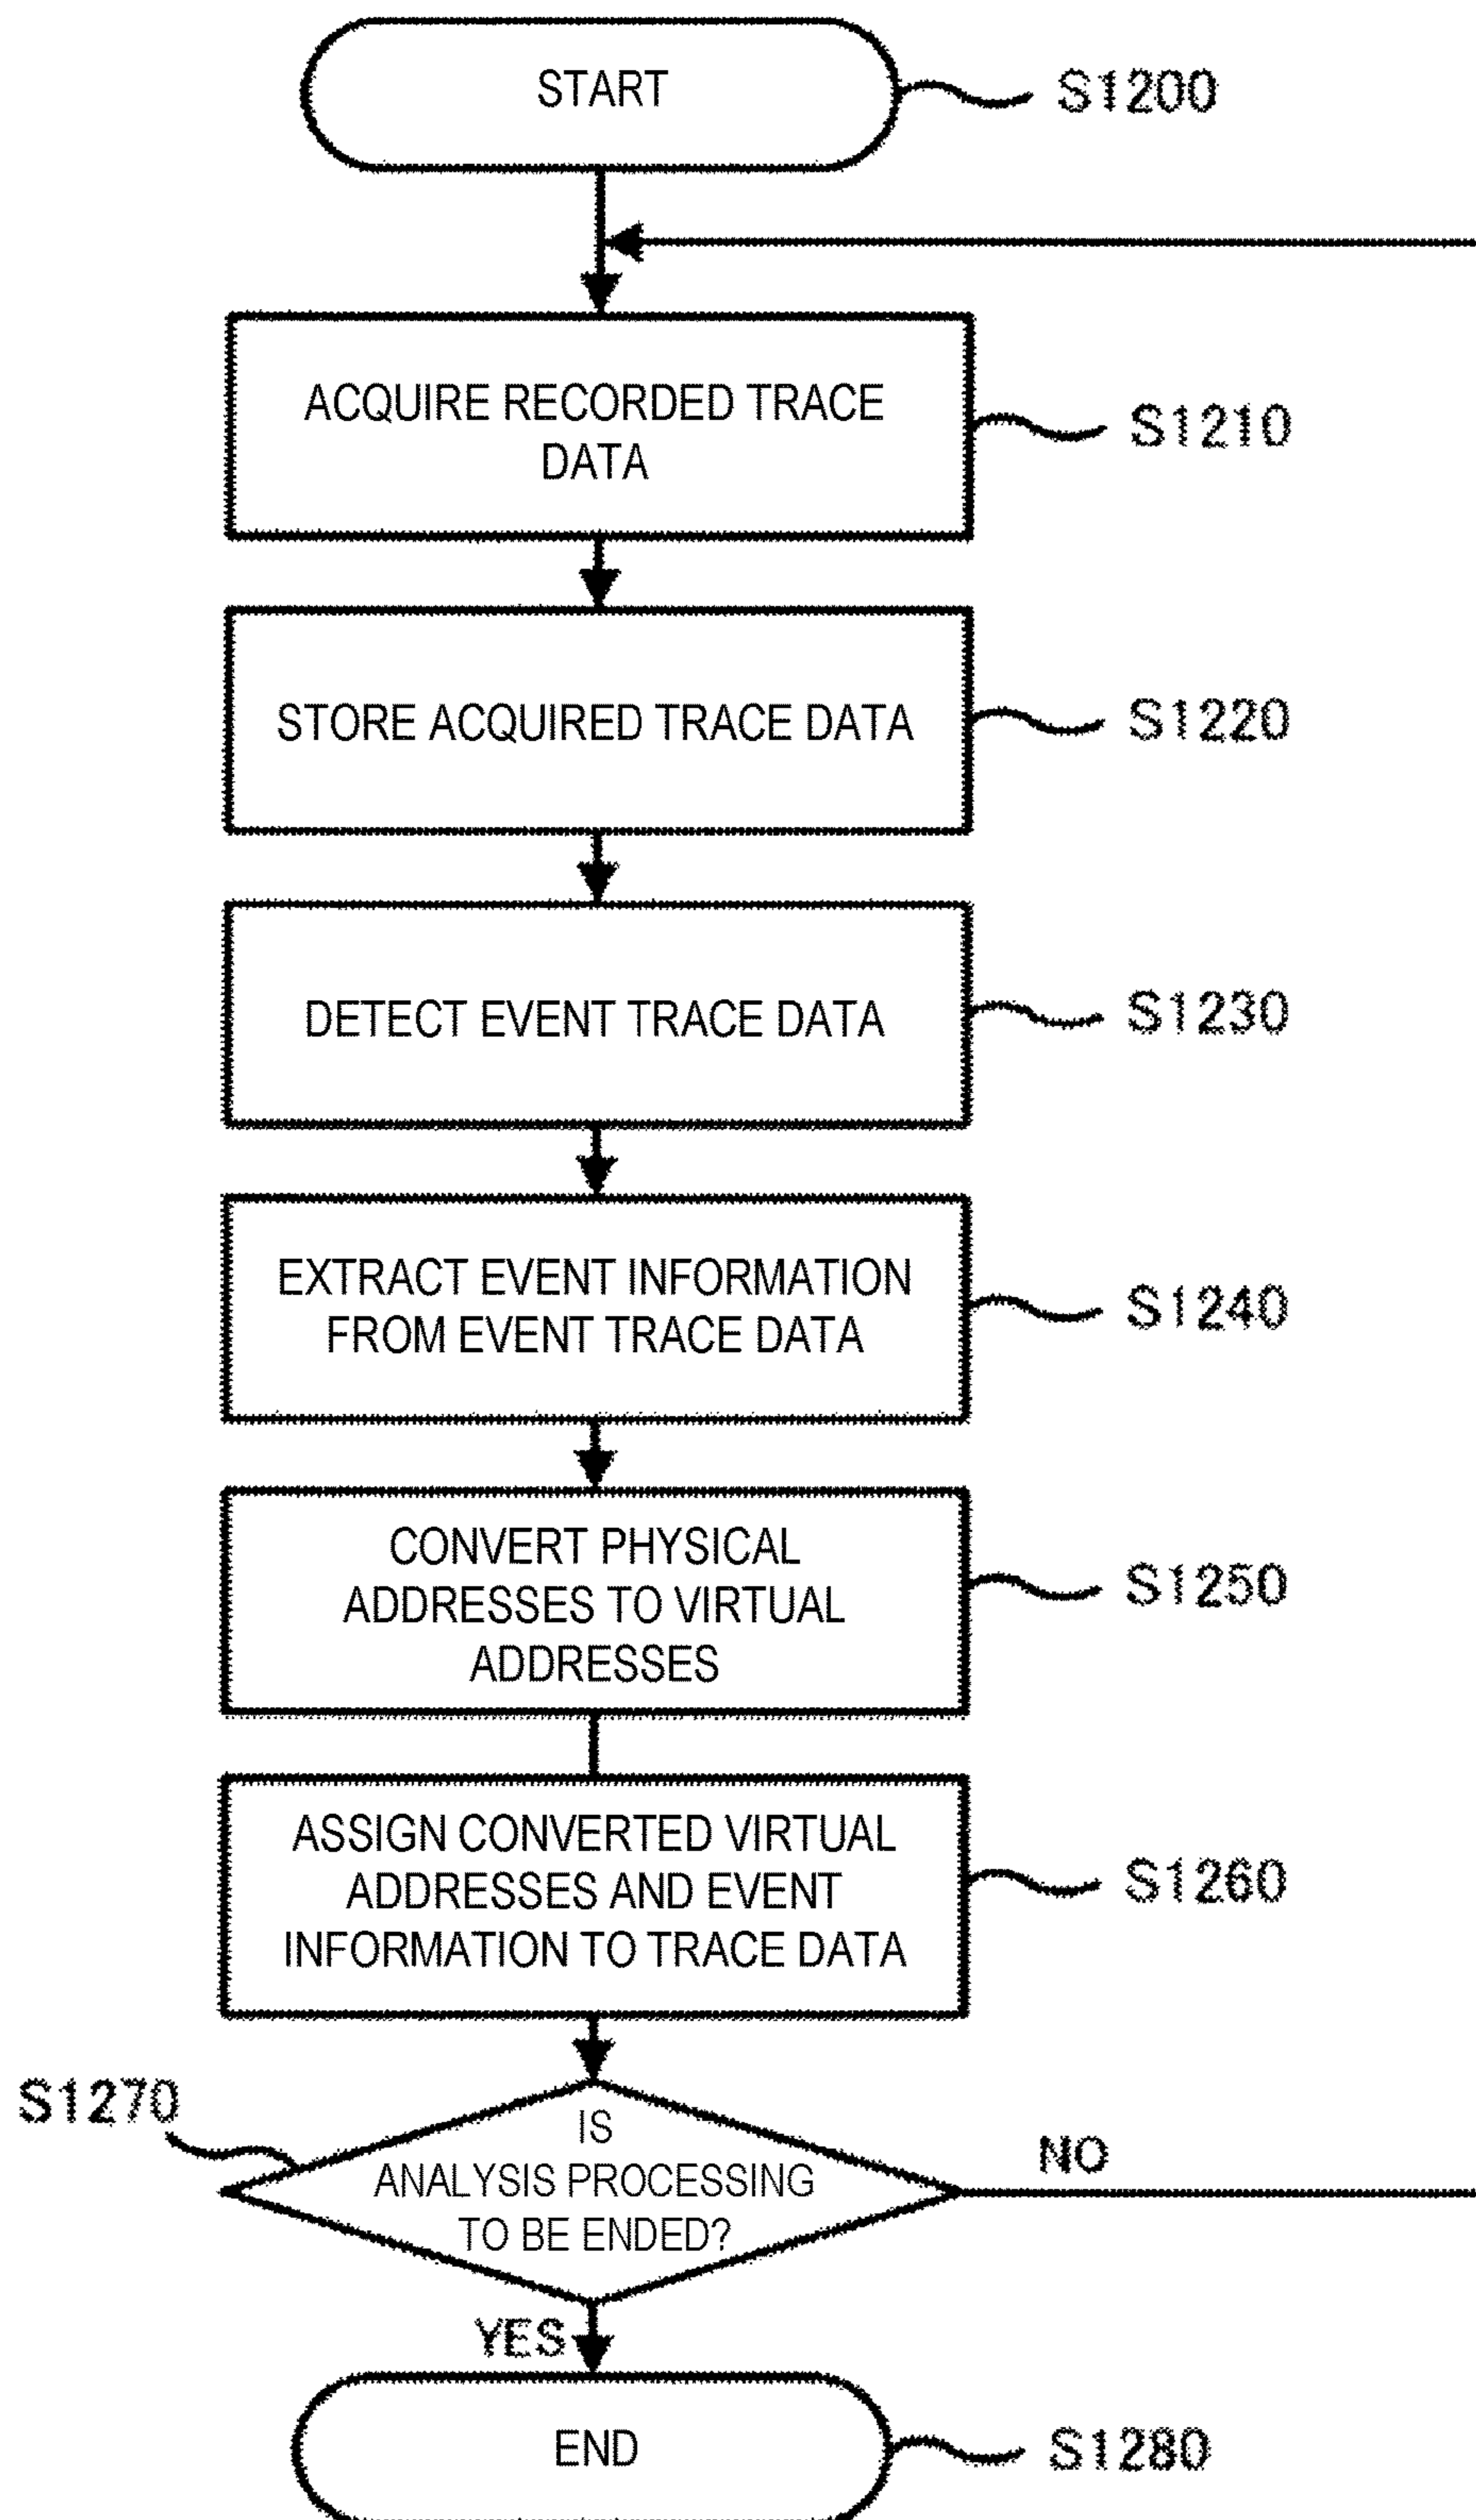 START
S1200
ACQUIRE RECORDED TRACE
DATA
S1210
STORE ACQUIRED TRACE DATA
S1220
DETECT EVENT TRACE DATA
S1230
EXTRACT EVENT INFORMATION
FROM EVENT TRACE DATA
S1240
CONVERT PHYSICAL
ADDRESSES TO VIRTUAL
ADDRESSES
S1250
ASSIGN CONVERTED VIRTUAL
ADDRESSES AND EVENT
INFORMATION TO TRACE DATA
S1260
S1270
IS
ANALYSIS PROCESSING
TO BE ENDED?
NO
YES
END
S1280